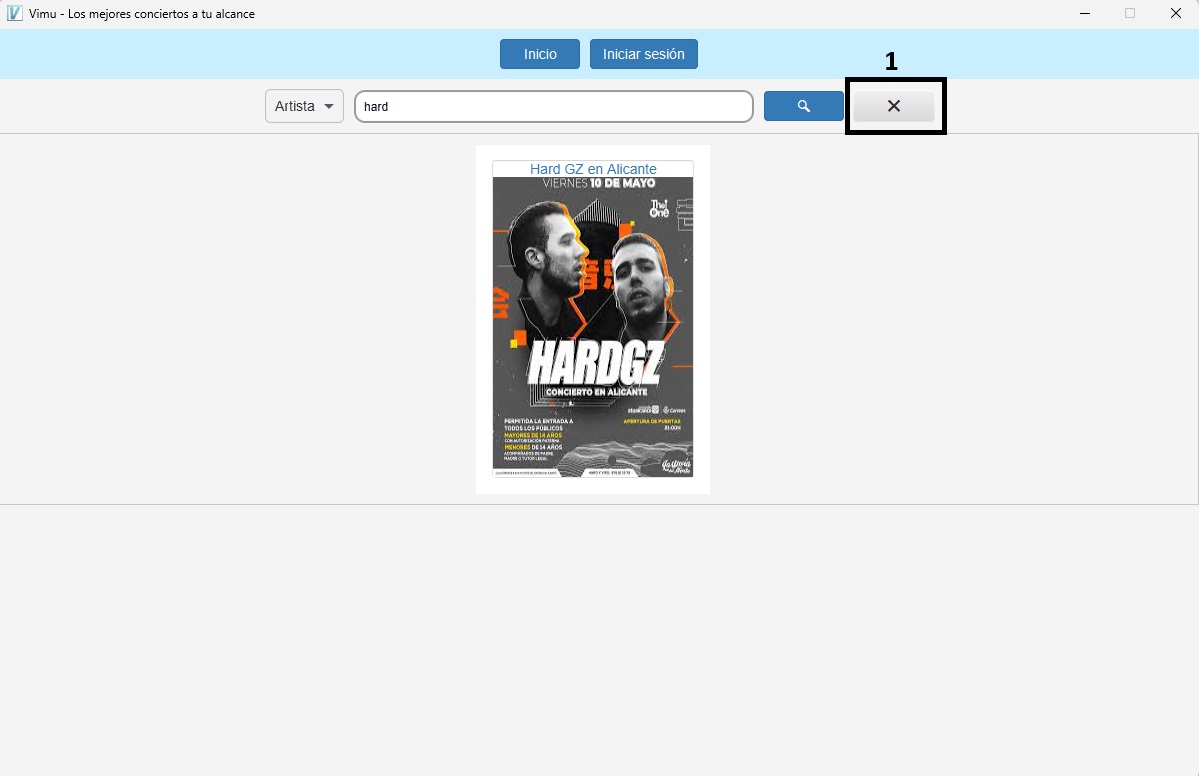 Vimu - Los mejores conciertos a tu alcance
Inicio
Iniciar sesión
1
Artista
hard
Hard GZ en Alicante
VIERNES 10 DE MAYO
The One
HARDGZ
CONCIERTO EN ALICANTE
PERMITIDA LA ENTRADA A
TODOS LOS PÚBLICOS
MAYORES DE 14 AÑOS
CON AUTORIZACIÓN PATERNA
MENORES DE 14 AÑOS
ACOMPAÑADOS DE PADRE,
MADRE O TUTOR LEGAL
APERTURA DE PUERTAS
21:00H